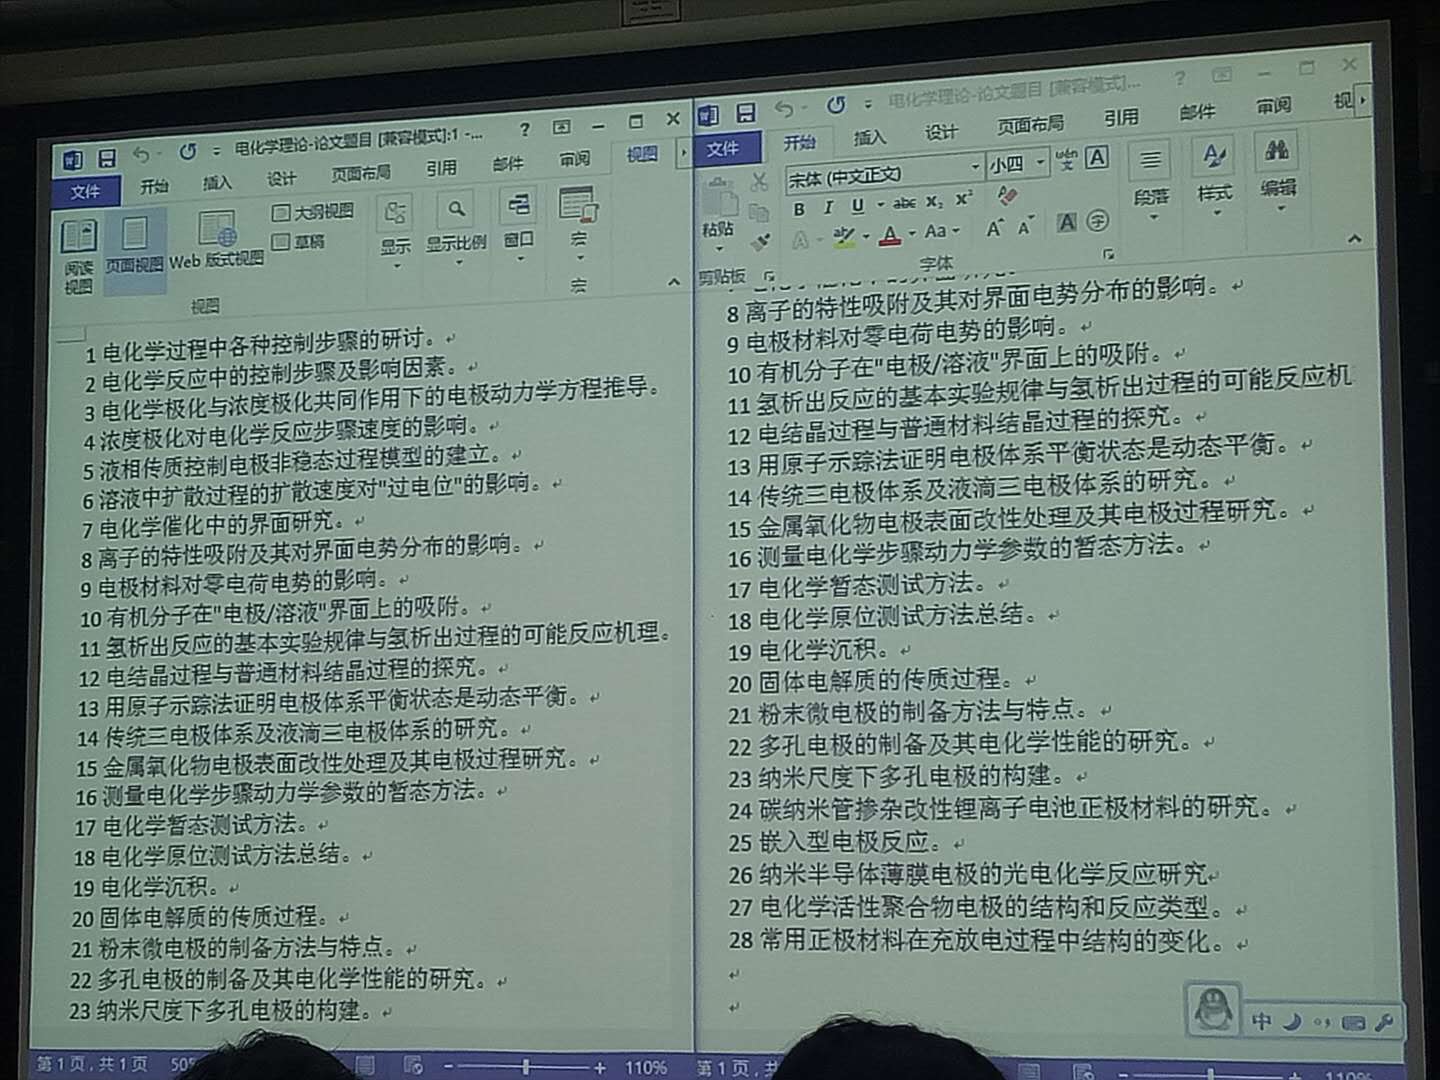 电化学理论-论文题目 [兼容模式]:1 -...
文件 开始 插入 设计 页面布局 引用 邮件 审阅 视图
阅读视图 页面视图 Web 版式视图 大纲视图 草稿 显示 显示比例 窗口 宏
视图 宏
1 电化学过程中各种控制步骤的研讨。
2 电化学反应中的控制步骤及影响因素。
3 电化学极化与浓度极化共同作用下的电极动力学方程推导。
4 浓度极化对电化学反应步骤速度的影响。
5 液相传质控制电极非稳态过程模型的建立。
6 溶液中扩散过程的扩散速度对"过电位"的影响。
7 电化学催化中的界面研究。
8 离子的特性吸附及其对界面电势分布的影响。
9 电极材料对零电荷电势的影响。
10 有机分子在"电极/溶液"界面上的吸附。
11 氢析出反应的基本实验规律与氢析出过程的可能反应机理。
12 电结晶过程与普通材料结晶过程的探究。
13 用原子示踪法证明电极体系平衡状态是动态平衡。
14 传统三电极体系及液滴三电极体系的研究。
15 金属氧化物电极表面改性处理及其电极过程研究。
16 测量电化学步骤动力学参数的暂态方法。
17 电化学暂态测试方法。
18 电化学原位测试方法总结。
19 电化学沉积。
20 固体电解质的传质过程。
21 粉末微电极的制备方法与特点。
22 多孔电极的制备及其电化学性能的研究。
23 纳米尺度下多孔电极的构建。
第 1 页，共 1 页 110%
电化学理论-论文题目 [兼容模式]...
文件 开始 插入 设计 页面布局 引用 邮件 审阅 视
宋体 (中文正文) 小四
粘贴 B I U abc X₂ X² 段落 样式 编辑
Aa A A
剪贴板 字体
8 离子的特性吸附及其对界面电势分布的影响。
9 电极材料对零电荷电势的影响。
10 有机分子在"电极/溶液"界面上的吸附。
11 氢析出反应的基本实验规律与氢析出过程的可能反应机
12 电结晶过程与普通材料结晶过程的探究。
13 用原子示踪法证明电极体系平衡状态是动态平衡。
14 传统三电极体系及液滴三电极体系的研究。
15 金属氧化物电极表面改性处理及其电极过程研究。
16 测量电化学步骤动力学参数的暂态方法。
17 电化学暂态测试方法。
18 电化学原位测试方法总结。
19 电化学沉积。
20 固体电解质的传质过程。
21 粉末微电极的制备方法与特点。
22 多孔电极的制备及其电化学性能的研究。
23 纳米尺度下多孔电极的构建。
24 碳纳米管掺杂改性锂离子电池正极材料的研究。
25 嵌入型电极反应。
26 纳米半导体薄膜电极的光电化学反应研究
27 电化学活性聚合物电极的结构和反应类型。
28 常用正极材料在充放电过程中结构的变化。
中
第 1 页，共 110%